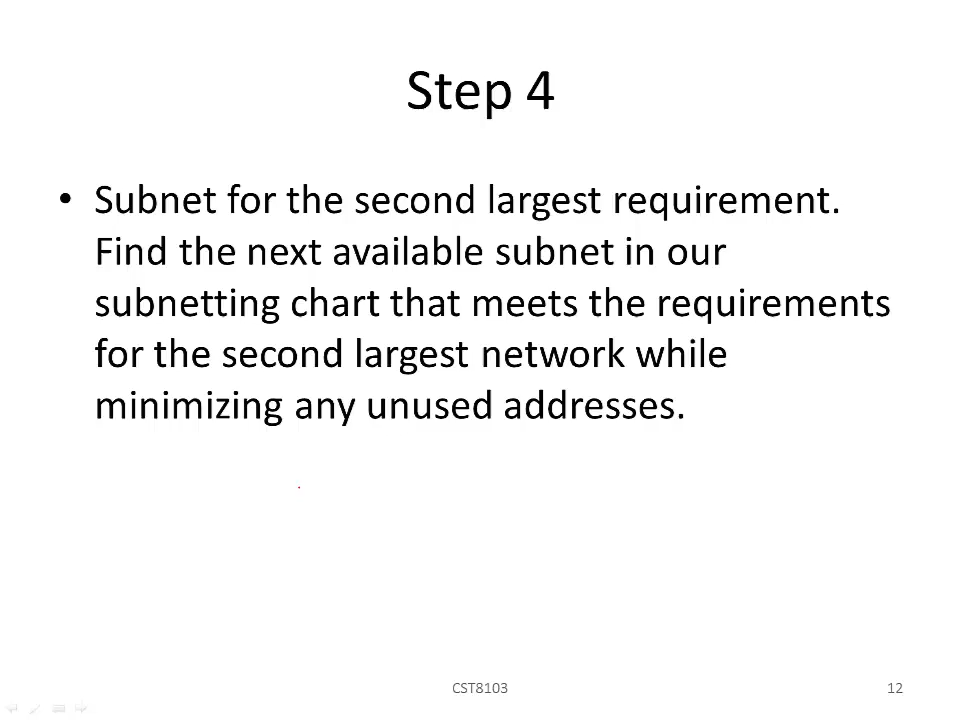 Step 4
• Subnet for the second largest requirement.
Find the next available subnet in our
subnetting chart that meets the requirements
for the second largest network while
minimizing any unused addresses.
CST8103
12